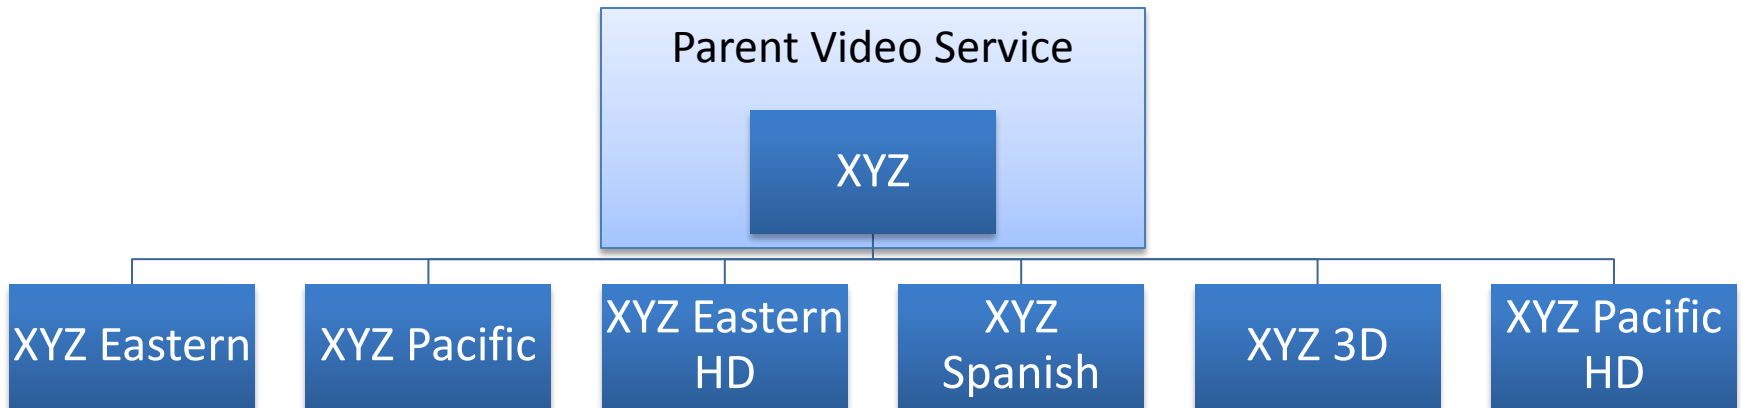 Parent Video Service
XYZ
XYZ Eastern
XYZ Pacific
XYZ Eastern
HD
XYZ
Spanish
XYZ 3D
XYZ Pacific
HD